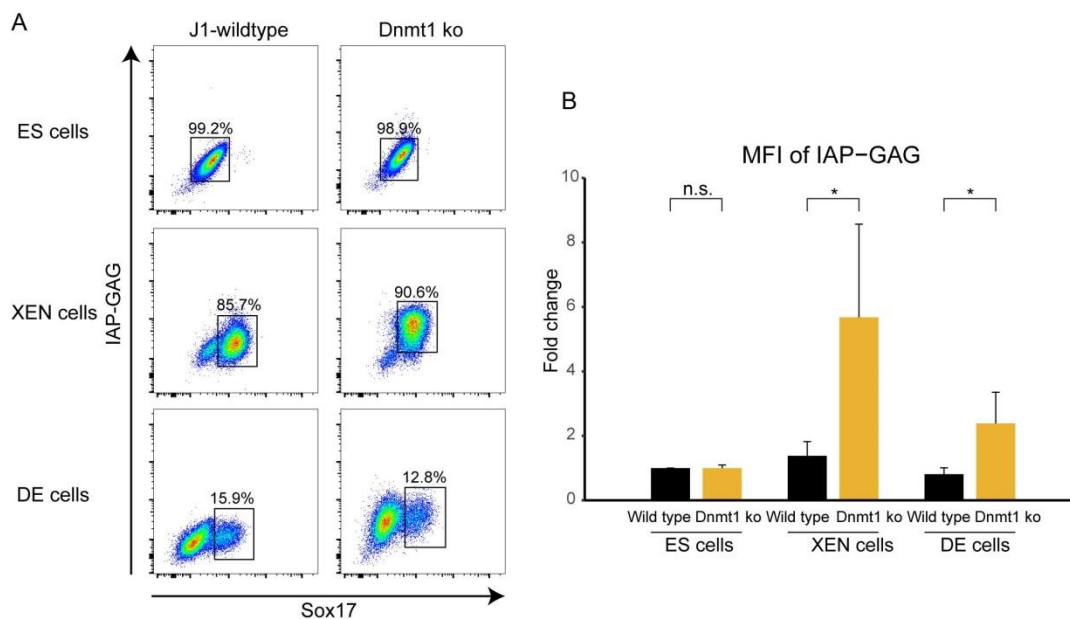 A
J1-wildtype
Dnmt1 ko
ES cells
99.2%
98.9%
XEN cells
85.7%
90.6%
DE cells
15.9%
12.8%
IAP-GAG
Sox17
B
MFI of IAP−GAG
n.s.
*
*
Fold change
10
8
6
4
2
0
Wild type Dnmt1 ko Wild type Dnmt1 ko Wild type Dnmt1 ko
ES cells XEN cells DE cells